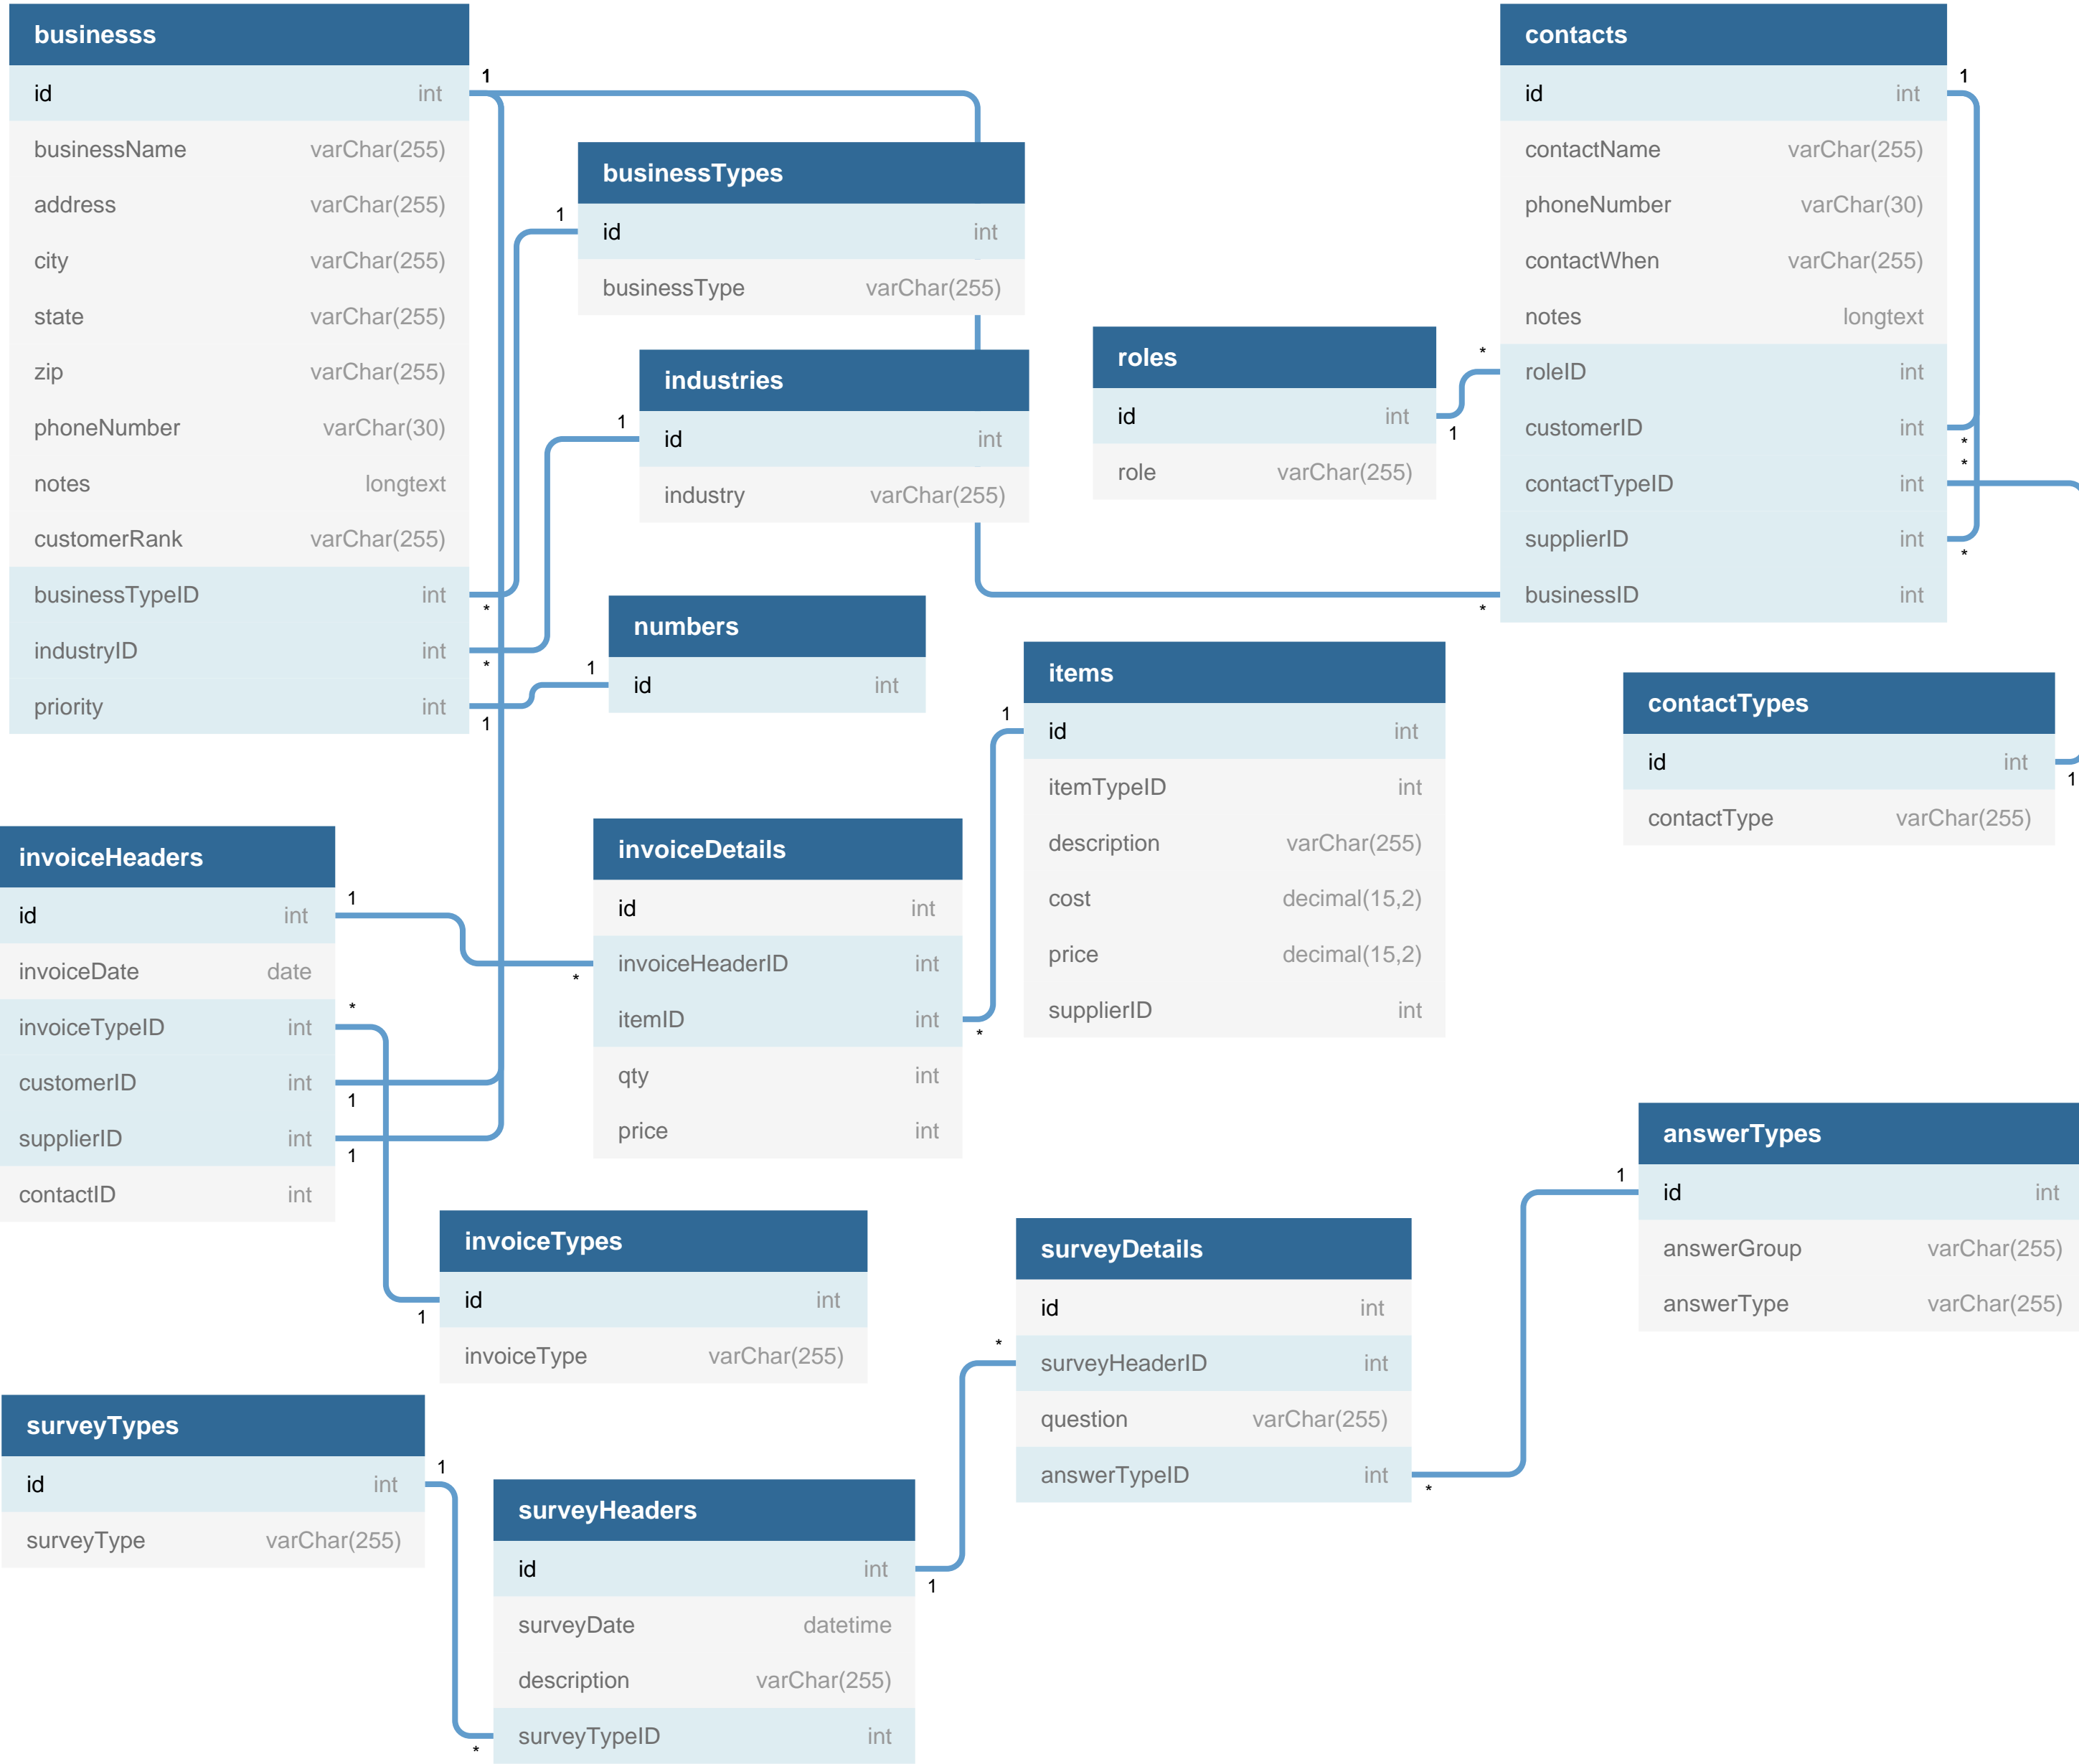 businesss
id int
businessName varChar(255)
address varChar(255)
city varChar(255)
state varChar(255)
zip varChar(255)
phoneNumber varChar(30)
notes longtext
customerRank varChar(255)
businessTypeID int
industryID int
priority int
1
*
*
1
businessTypes
id int
businessType varChar(255)
1
industries
id int
industry varChar(255)
1
numbers
id int
1
roles
id int
role varChar(255)
1
contacts
id int
contactName varChar(255)
phoneNumber varChar(30)
contactWhen varChar(255)
notes longtext
roleID int
customerID int
contactTypeID int
supplierID int
businessID int
1
*
*
*
*
*
items
id int
itemTypeID int
description varChar(255)
cost decimal(15,2)
price decimal(15,2)
supplierID int
1
contactTypes
id int
contactType varChar(255)
1
invoiceHeaders
id int
invoiceDate date
invoiceTypeID int
customerID int
supplierID int
contactID int
1
*
1
1
invoiceDetails
id int
invoiceHeaderID int
itemID int
qty int
price int
*
*
invoiceTypes
id int
invoiceType varChar(255)
1
answerTypes
id int
answerGroup varChar(255)
answerType varChar(255)
1
surveyDetails
id int
surveyHeaderID int
question varChar(255)
answerTypeID int
*
*
surveyTypes
id int
surveyType varChar(255)
1
surveyHeaders
id int
surveyDate datetime
description varChar(255)
surveyTypeID int
1
*